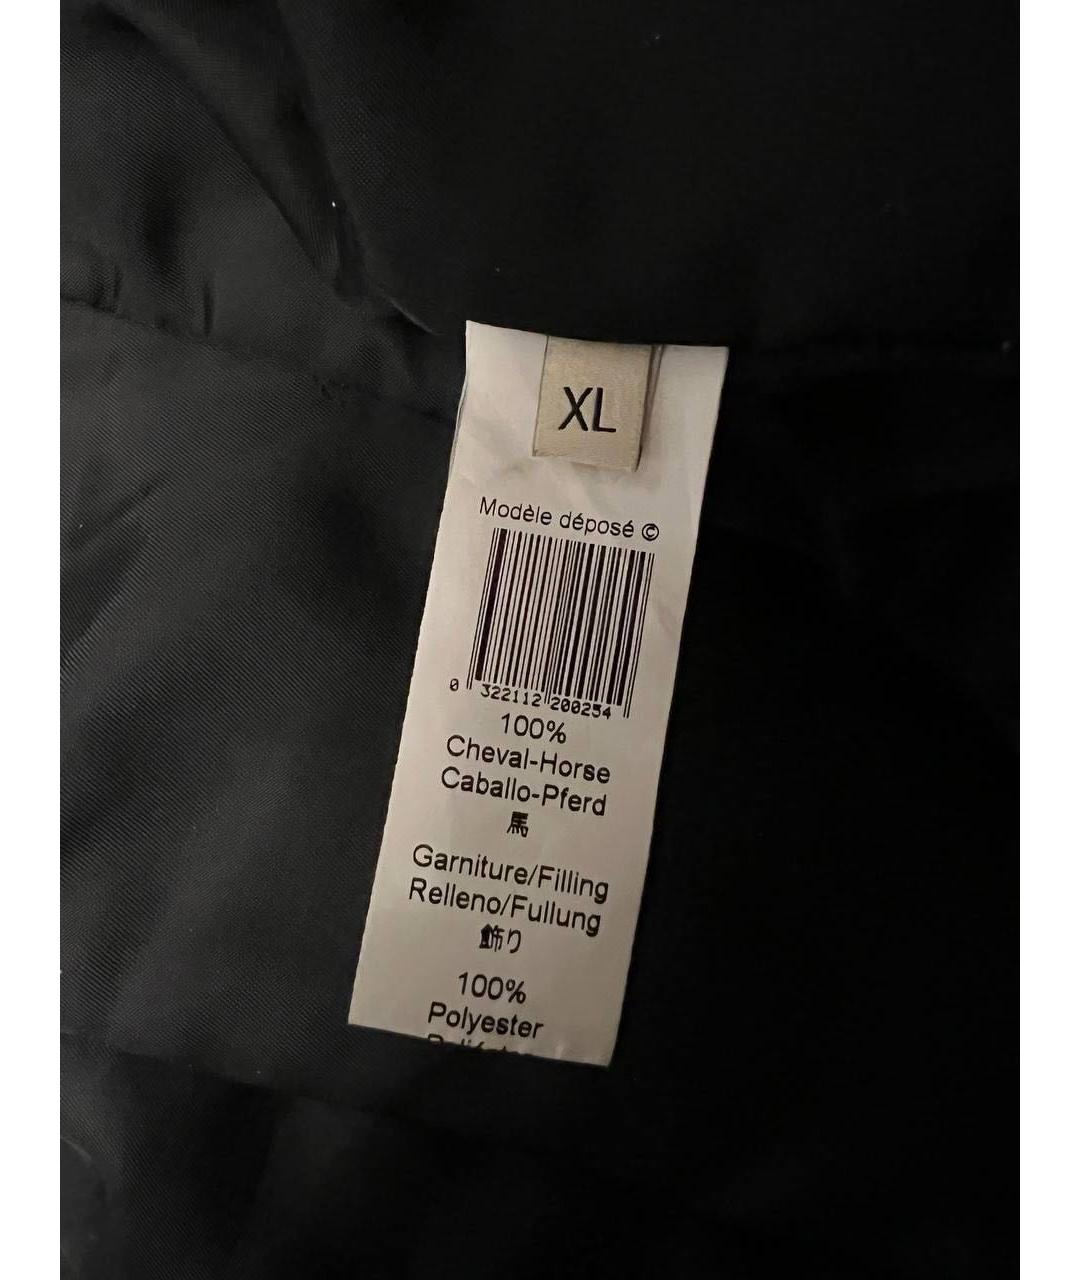 XL
Modèle déposé ©
0 322112 200254
100%
Cheval-Horse
Caballo-Pferd
馬
Garniture/Filling
Relleno/Fullung
飾り
100%
Polyester